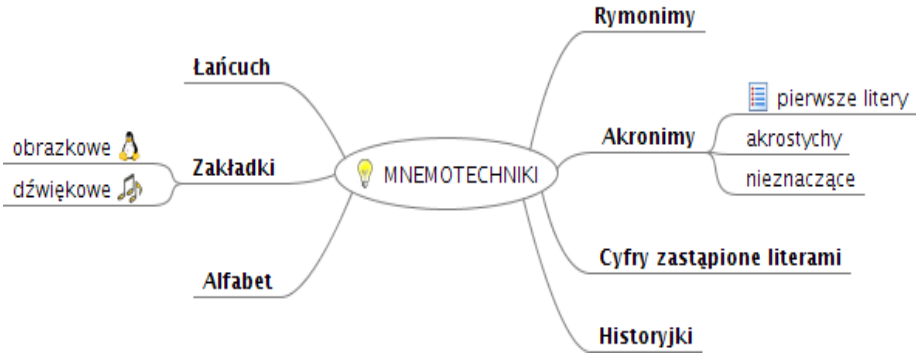 MNEMOTECHNIKI
Łańcuch
Zakładki
obrazkowe
dźwiękowe
Alfabet
Rymonimy
Akronimy
pierwsze litery
akrostychy
nieznaczące
Cyfry zastąpione literami
Historyjki